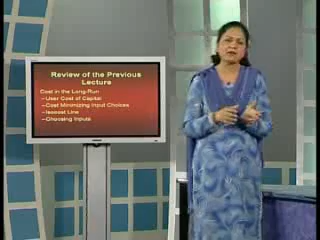 Review of the Previous
Lecture
Cost in the Long-Run
–User Cost of Capital
–Cost Minimizing Input Choices
–Isocost Line
–Choosing Inputs